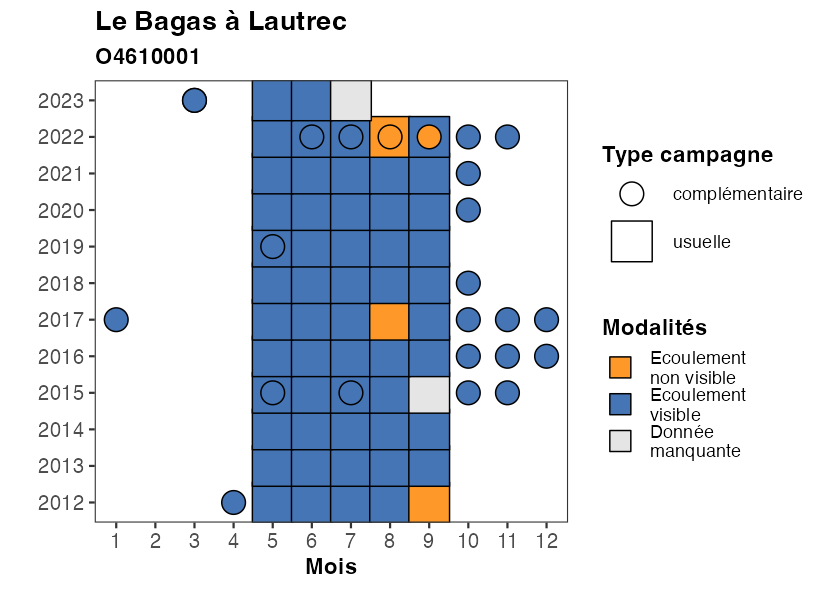 Le Bagas à Lautrec
O4610001
2023
2022
2021
2020
2019
2018
2017
2016
2015
2014
2013
2012
1 2 3 4 5 6 7 8 9 10 11 12
Mois
Type campagne
complémentaire
usuelle
Modalités
Ecoulement
non visible
Ecoulement
visible
Donnée
manquante